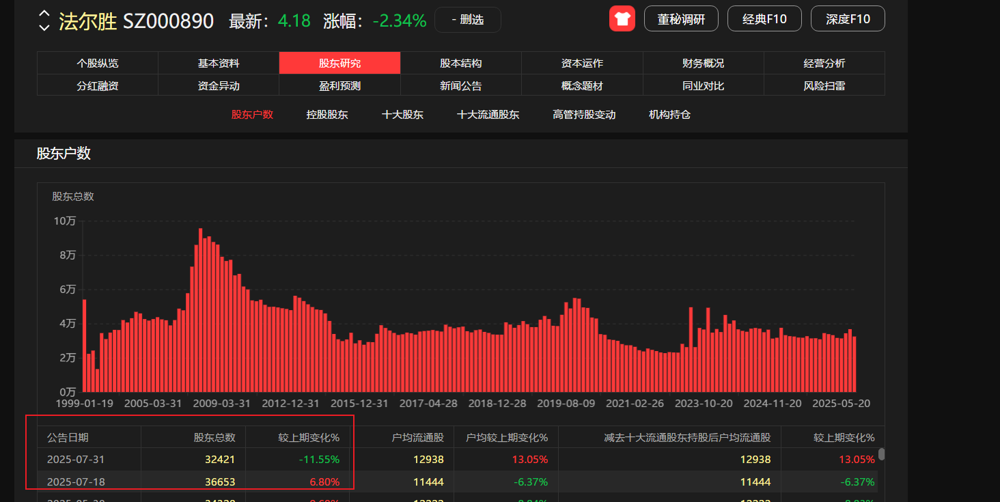 法尔胜 SZ000890 最新: 4.18 涨幅: -2.34% - 删选 董秘调研 经典F10 深度F10
个股纵览 基本资料 股东研究 股本结构 资本运作 财务概况 经营分析
分红融资 资金异动 盈利预测 新闻公告 概念题材 同业对比 风险扫雷
股东户数 控股股东 十大股东 十大流通股东 高管持股变动 机构持仓
股东户数
股东总数
10万
8万
6万
4万
2万
0万
1999-01-19 2005-03-31 2009-03-31 2012-12-31 2015-12-31 2017-04-28 2018-12-28 2019-08-09 2021-02-26 2023-10-20 2024-11-20 2025-05-20
公告日期 股东总数 较上期变化% 户均流通股 户均较上期变化% 减去十大流通股东持股后户均流通股 较上期变化%
2025-07-31 32421 -11.55% 12938 13.05% 12938 13.05%
2025-07-18 36653 6.80% 11444 -6.37% 11444 -6.37%